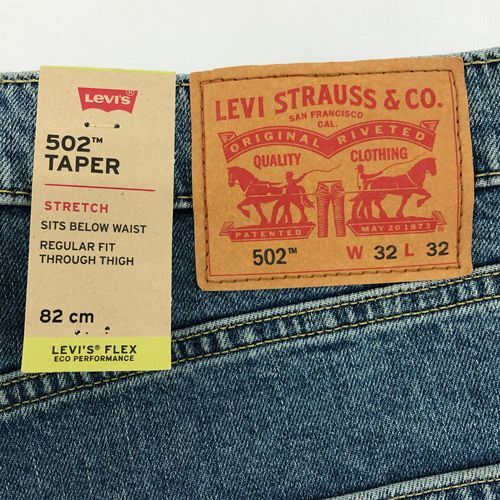 Levi's®
502™
TAPER
STRETCH
SITS BELOW WAIST
REGULAR FIT
THROUGH THIGH
82 cm
LEVI'S® FLEX
ECO PERFORMANCE
LEVI STRAUSS & CO.
SAN FRANCISCO
CAL.
ORIGINAL RIVETED
QUALITY CLOTHING
PATENTED MAY 20 1873
502™ W 32 L 32